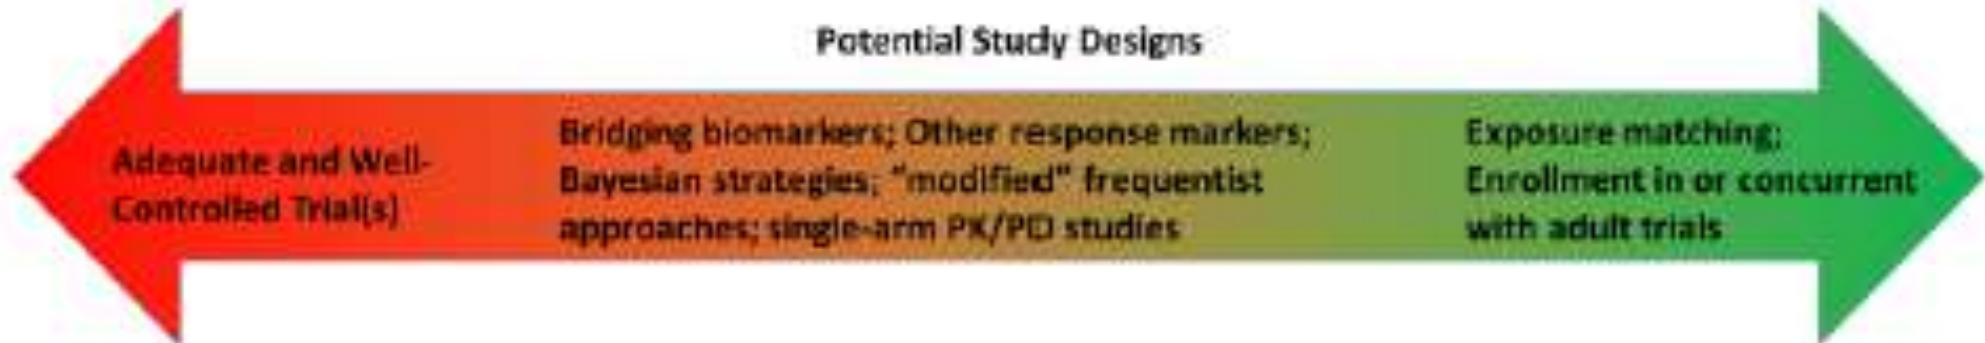 Potential Study Designs
Adequate and Well-
Controlled Trial(s)
Bridging biomarkers; Other response markers;
Bayesian strategies; "modified" frequentist
approaches; single-arm PK/PD studies
Exposure matching;
Enrollment in or concurrent
with adult trials